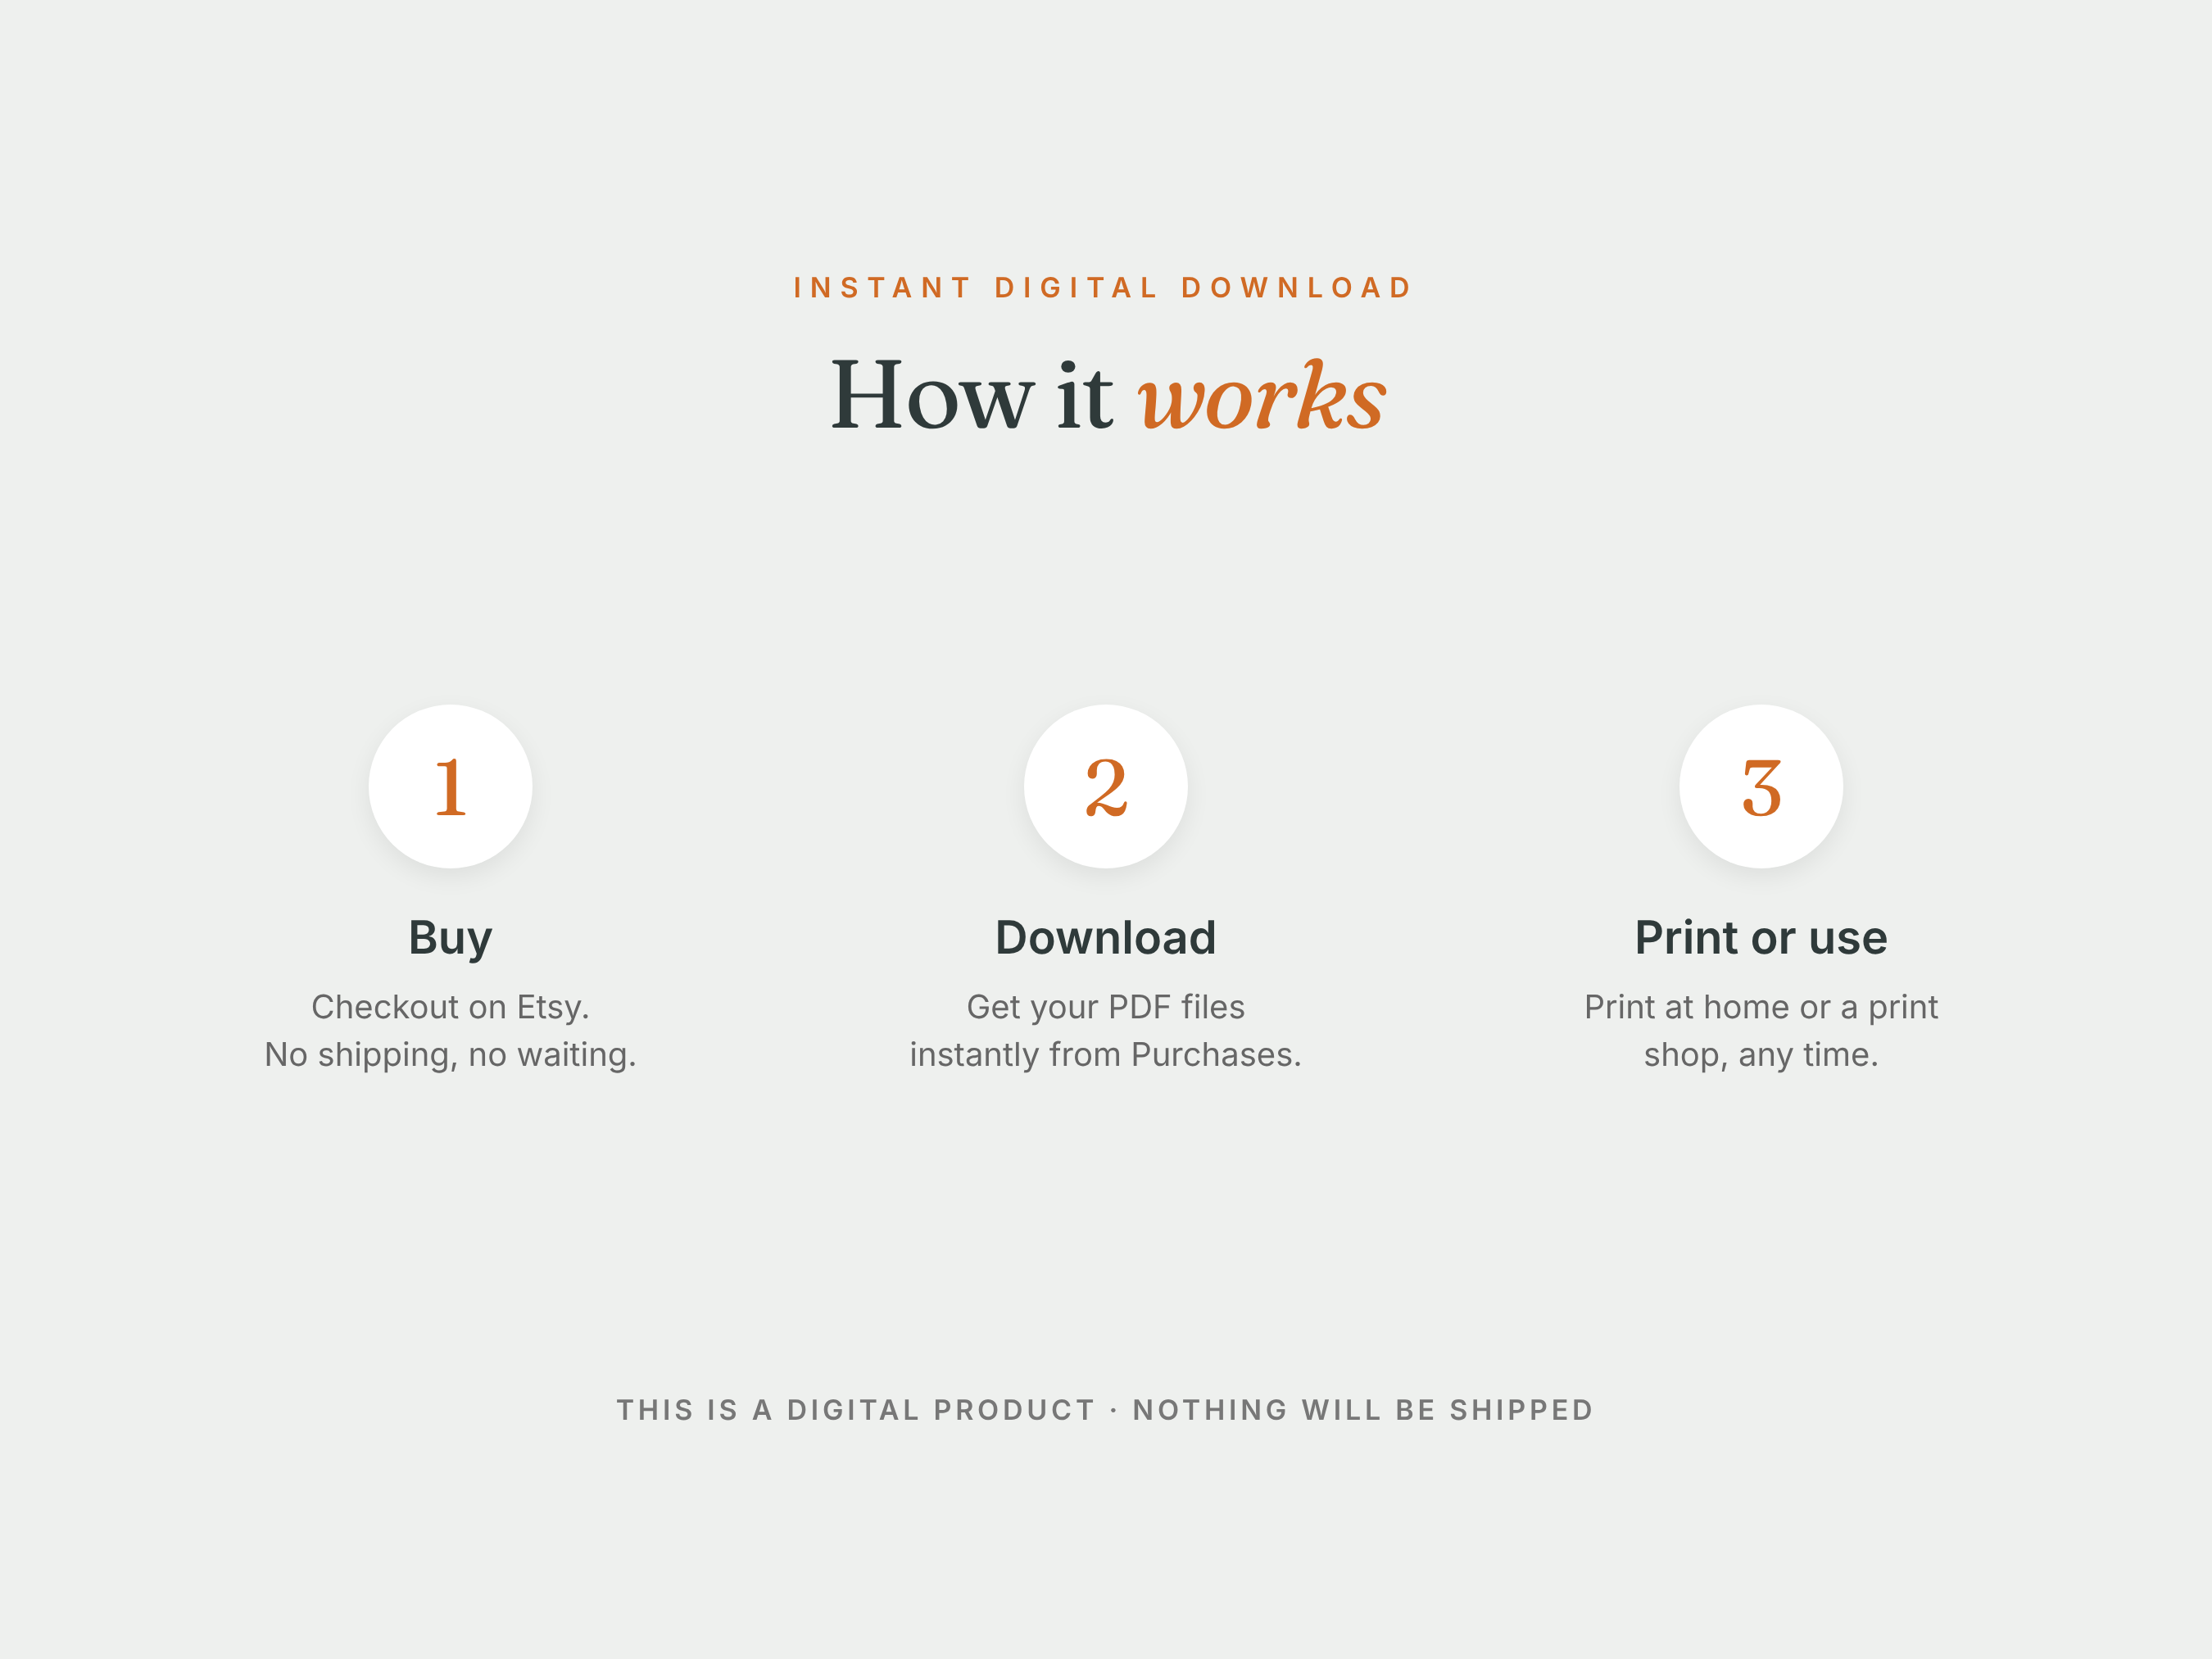 INSTANT DIGITAL DOWNLOAD
How it works
1
Buy
Checkout on Etsy.
No shipping, no waiting.
2
Download
Get your PDF files
instantly from Purchases.
3
Print or use
Print at home or a print
shop, any time.
THIS IS A DIGITAL PRODUCT · NOTHING WILL BE SHIPPED